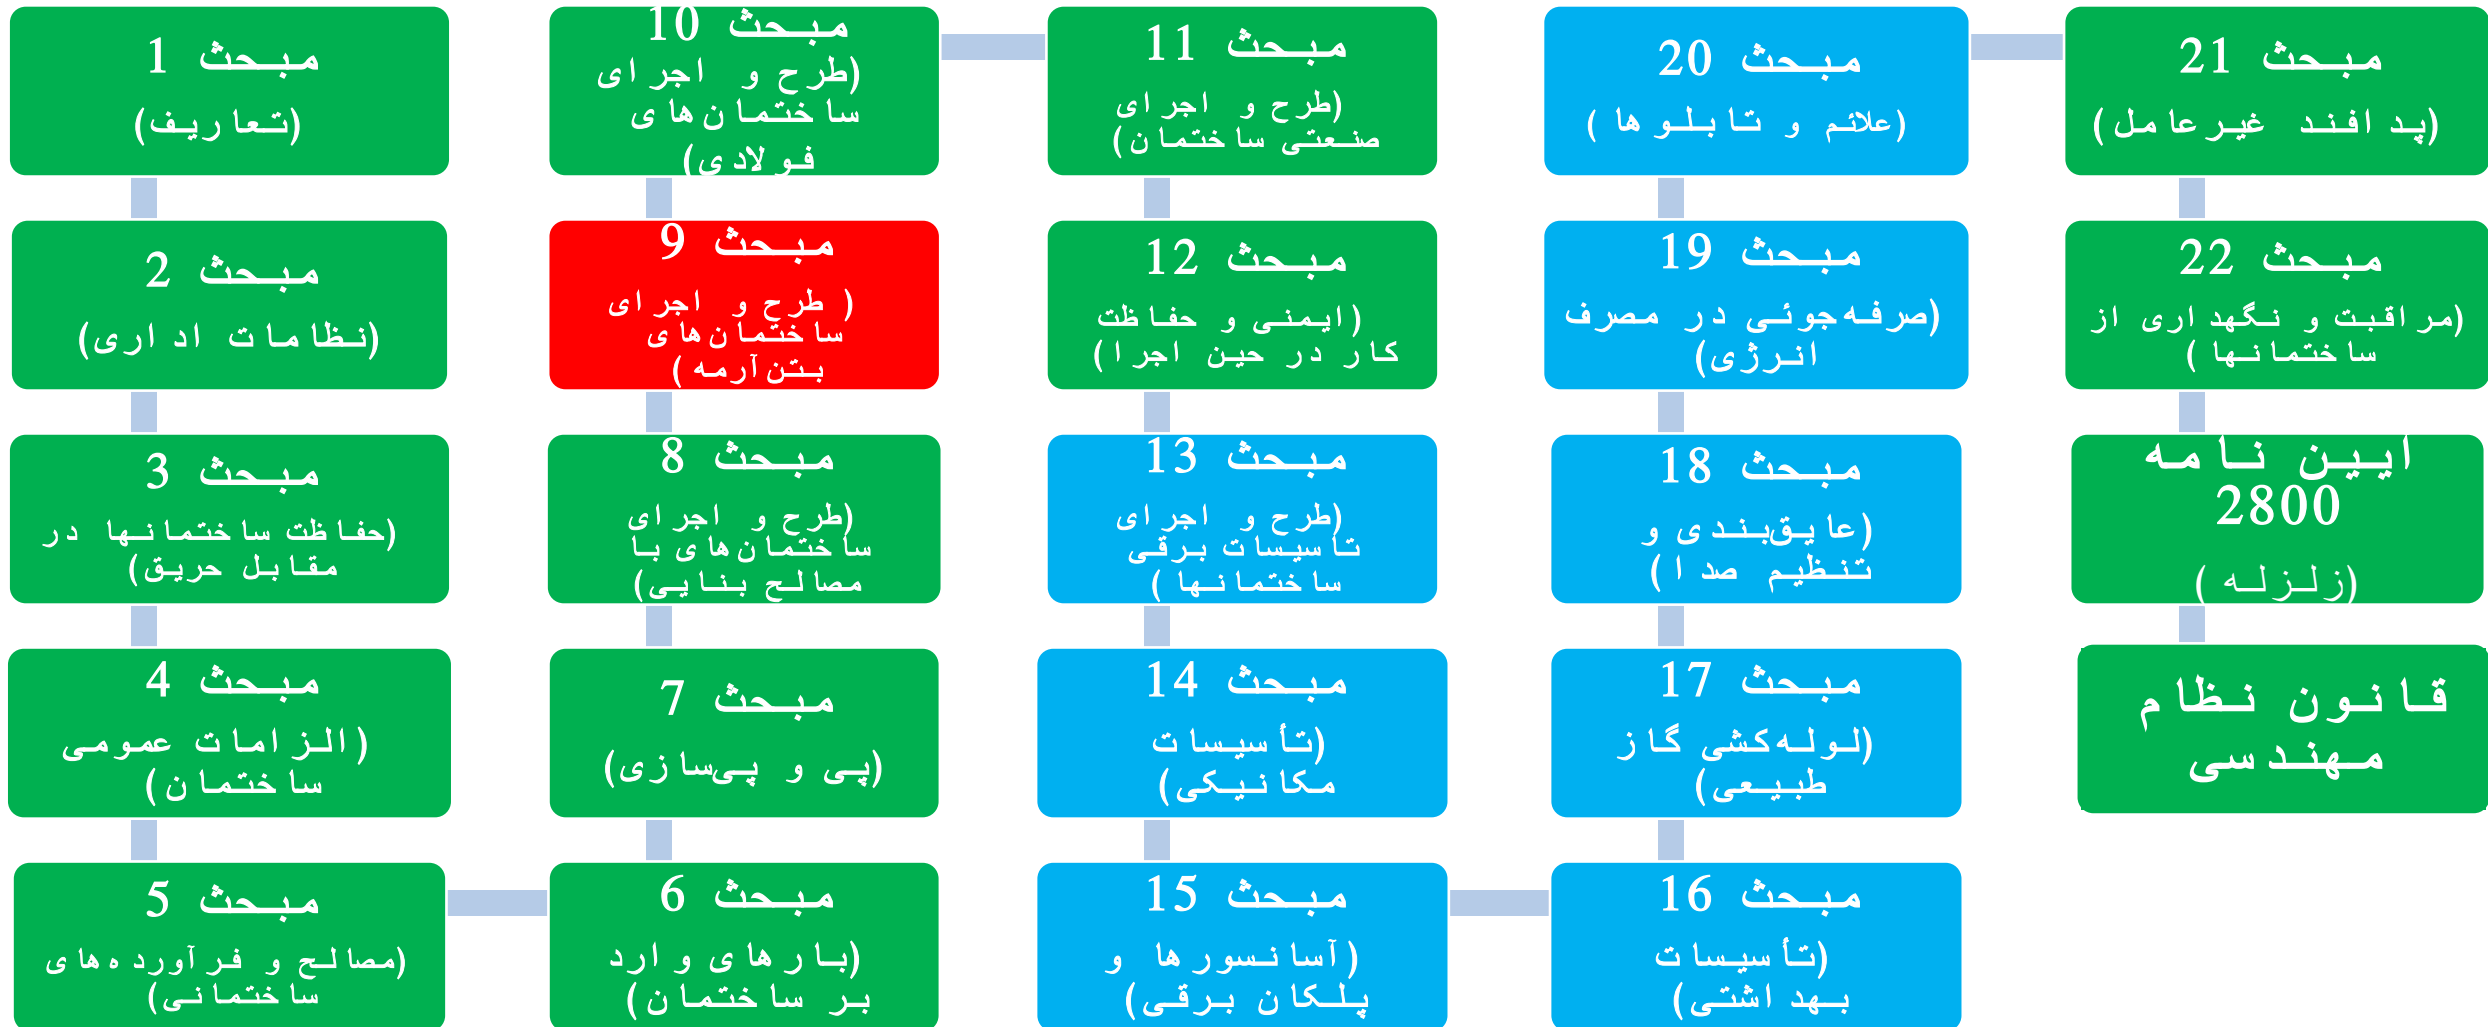 مبحث 1
(تعاریف)
مبحث 2
(نظامات اداری)
مبحث 3
(حفاظت ساختمانها در
مقابل حریق)
مبحث 4
(الزامات عمومی
ساختمان)
مبحث 5
(مصالح و فرآورده‌های
ساختمانی)
مبحث 6
(بارهای وارد
بر ساختمان)
مبحث 7
(پی و پی‌سازی)
مبحث 8
(طرح و اجرای
ساختمان‌های با
مصالح بنایی)
مبحث 9
( طرح و اجرای
ساختمان‌های
بتن‌آرمه)
مبحث 10
(طرح و اجرای
ساختمان‌های
فولادی)
مبحث 11
(طرح و اجرای
صنعتی ساختمان)
مبحث 12
(ایمنی و حفاظت
کار در حین اجرا)
مبحث 13
(طرح و اجرای
تاسیسات برقی
ساختمانها)
مبحث 14
(تأسیسات
مکانیکی)
مبحث 15
(آسانسورها و
پلکان برقی)
مبحث 16
(تأسیسات
بهداشتی)
مبحث 17
(لوله‌کشی گاز
طبیعی)
مبحث 18
(عایق‌بندی و
تنظیم صدا)
مبحث 19
(صرفه‌جوئی در مصرف
انرژی)
مبحث 20
(علائم و تابلوها)
مبحث 21
(پدافند غیرعامل)
مبحث 22
(مراقبت و نگهداری از
ساختمانها)
ایین نامه
2800
(زلزله)
قانون نظام
مهندسی